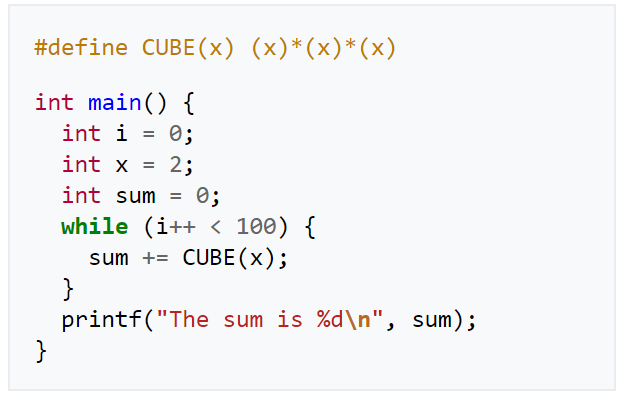 #define CUBE(x) (x)*(x)*(x)
int main() {
  int i = 0;
  int x = 2;
  int sum = 0;
  while (i++ < 100) {
    sum += CUBE(x);
  }
  printf("The sum is %d\n", sum);
}